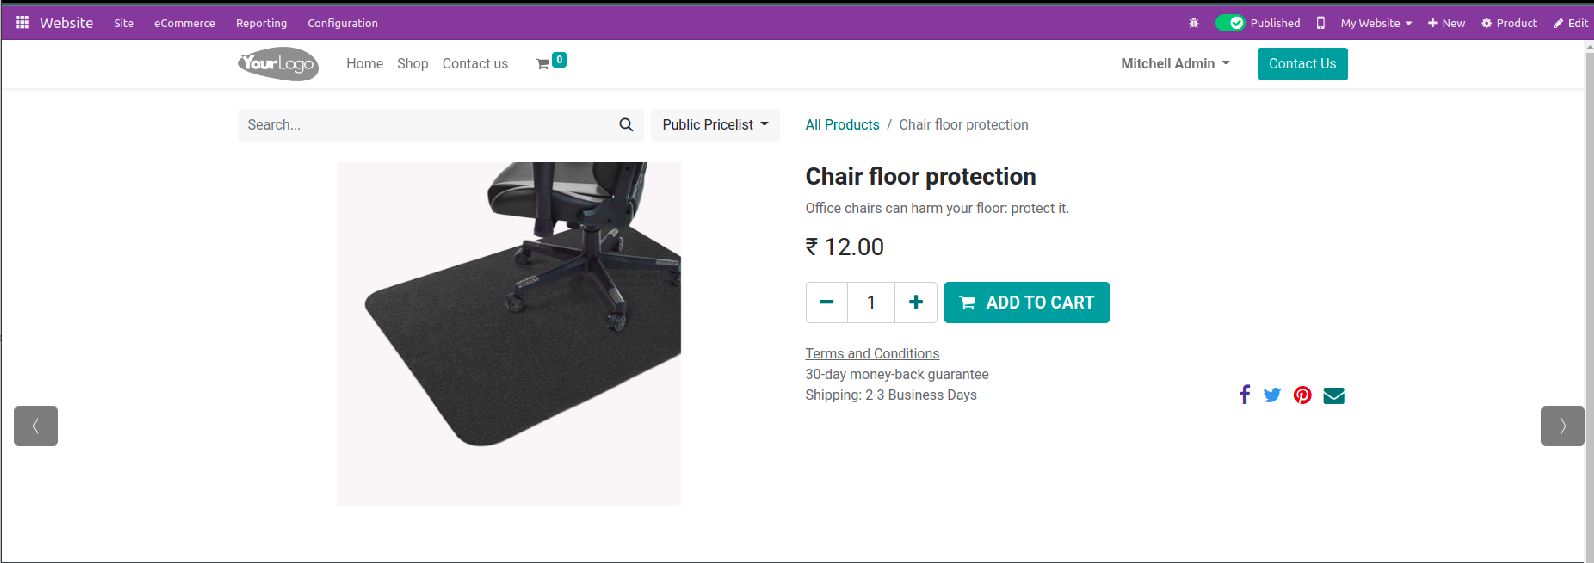 Website Site eCommerce Reporting Configuration Published My Website New Product Edit
YourLogo Home Shop Contact us 0 Mitchell Admin Contact Us
Search... Public Pricelist All Products / Chair floor protection
Chair floor protection
Office chairs can harm your floor: protect it.
₹ 12.00
1 ADD TO CART
Terms and Conditions
30-day money-back guarantee
Shipping: 2-3 Business Days